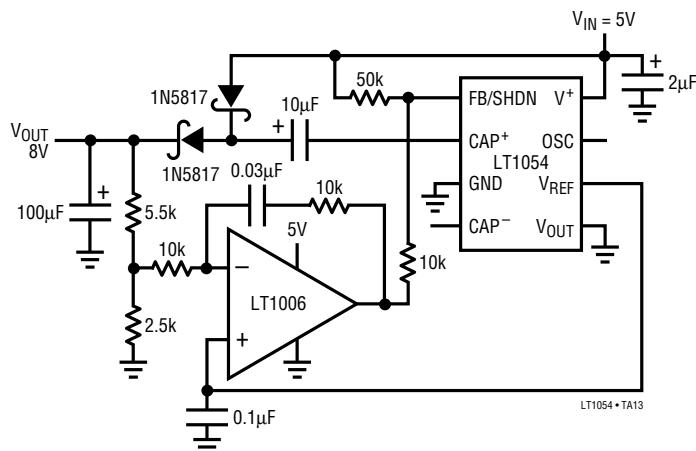 V_IN = 5V
50k
1N5817
10µF
+
FB/SHDN
V+
+
2µF
V_OUT
8V
1N5817
+
CAP+
OSC
LT1054
0.03µF
10k
GND
V_REF
100µF
+
5.5k
5V
CAP−
V_OUT
10k
−
10k
LT1006
2.5k
+
0.1µF
LT1054 • TA13